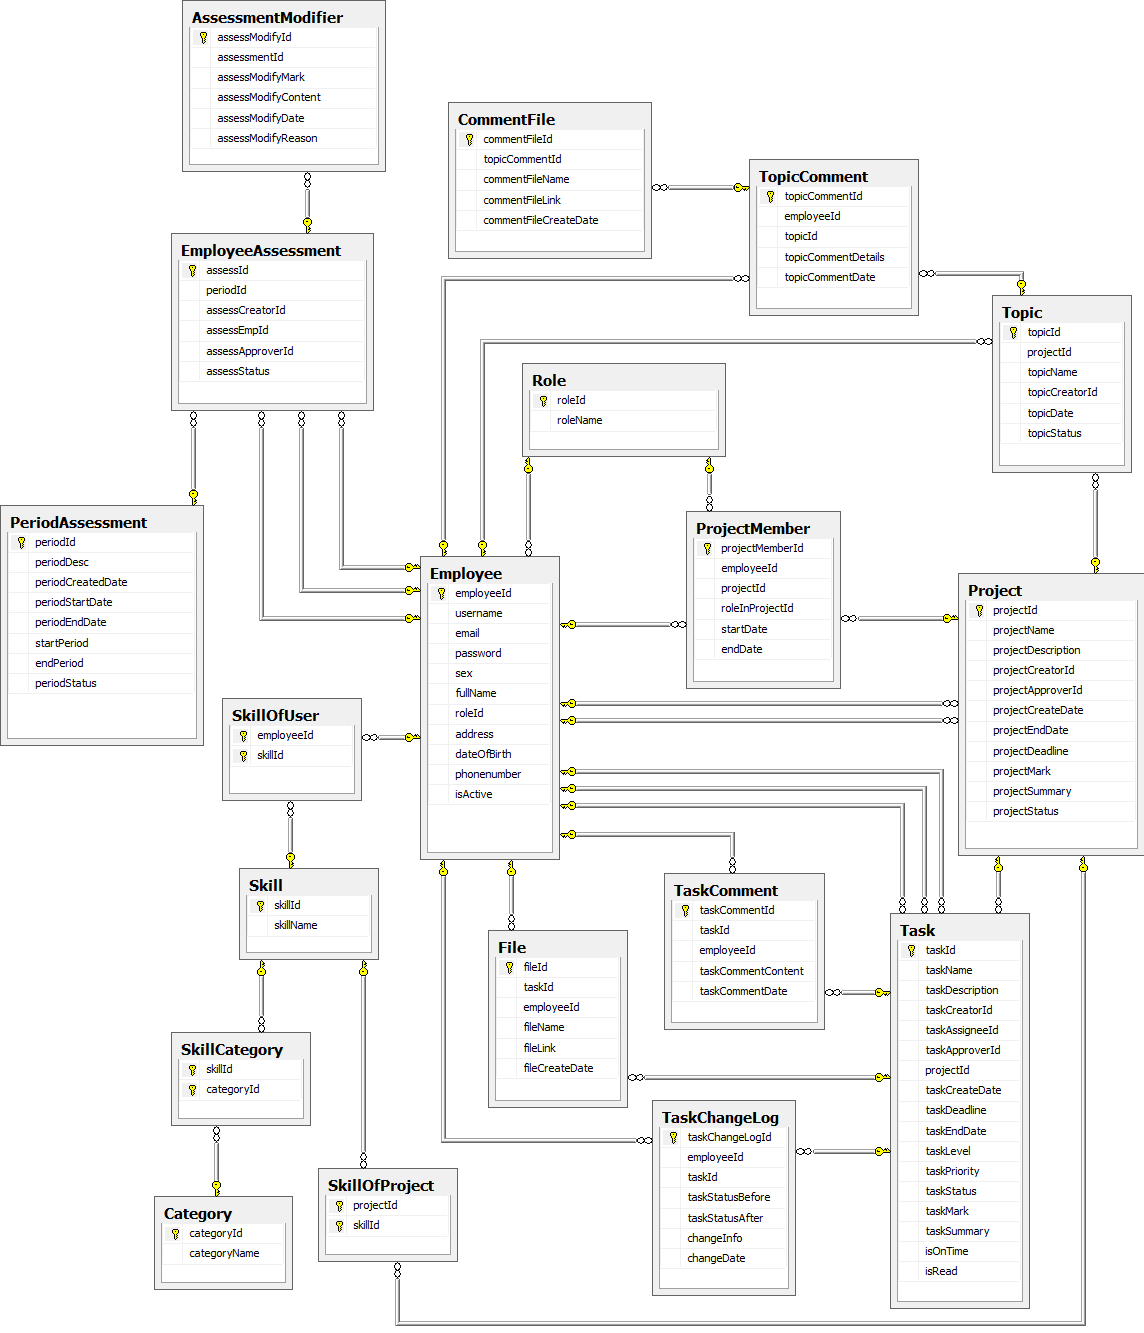 AssessmentModifier
assessModifyId
assessmentId
assessModifyMark
assessModifyContent
assessModifyDate
assessModifyReason
CommentFile
commentFileId
topicCommentId
commentFileName
commentFileLink
commentFileCreateDate
TopicComment
topicCommentId
employeeId
topicId
topicCommentDetails
topicCommentDate
EmployeeAssessment
assessId
periodId
assessCreatorId
assessEmpId
assessApproverId
assessStatus
Topic
topicId
projectId
topicName
topicCreatorId
topicDate
topicStatus
Role
roleId
roleName
PeriodAssessment
periodId
periodDesc
periodCreatedDate
periodStartDate
periodEndDate
startPeriod
endPeriod
periodStatus
ProjectMember
projectMemberId
employeeId
projectId
roleInProjectId
startDate
endDate
Employee
employeeId
username
email
password
sex
fullName
roleId
address
dateOfBirth
phonenumber
isActive
Project
projectId
projectName
projectDescription
projectCreatorId
projectApproverId
projectCreateDate
projectEndDate
projectDeadline
projectMark
projectSummary
projectStatus
SkillOfUser
employeeId
skillId
Skill
skillId
skillName
TaskComment
taskCommentId
taskId
employeeId
taskCommentContent
taskCommentDate
File
fileId
taskId
employeeId
fileName
fileLink
fileCreateDate
Task
taskId
taskName
taskDescription
taskCreatorId
taskAssigneeId
taskApproverId
projectId
taskCreateDate
taskDeadline
taskEndDate
taskLevel
taskPriority
taskStatus
taskMark
taskSummary
isOnTime
isRead
SkillCategory
skillId
categoryId
TaskChangeLog
taskChangeLogId
employeeId
taskId
taskStatusBefore
taskStatusAfter
changeInfo
changeDate
SkillOfProject
projectId
skillId
Category
categoryId
categoryName